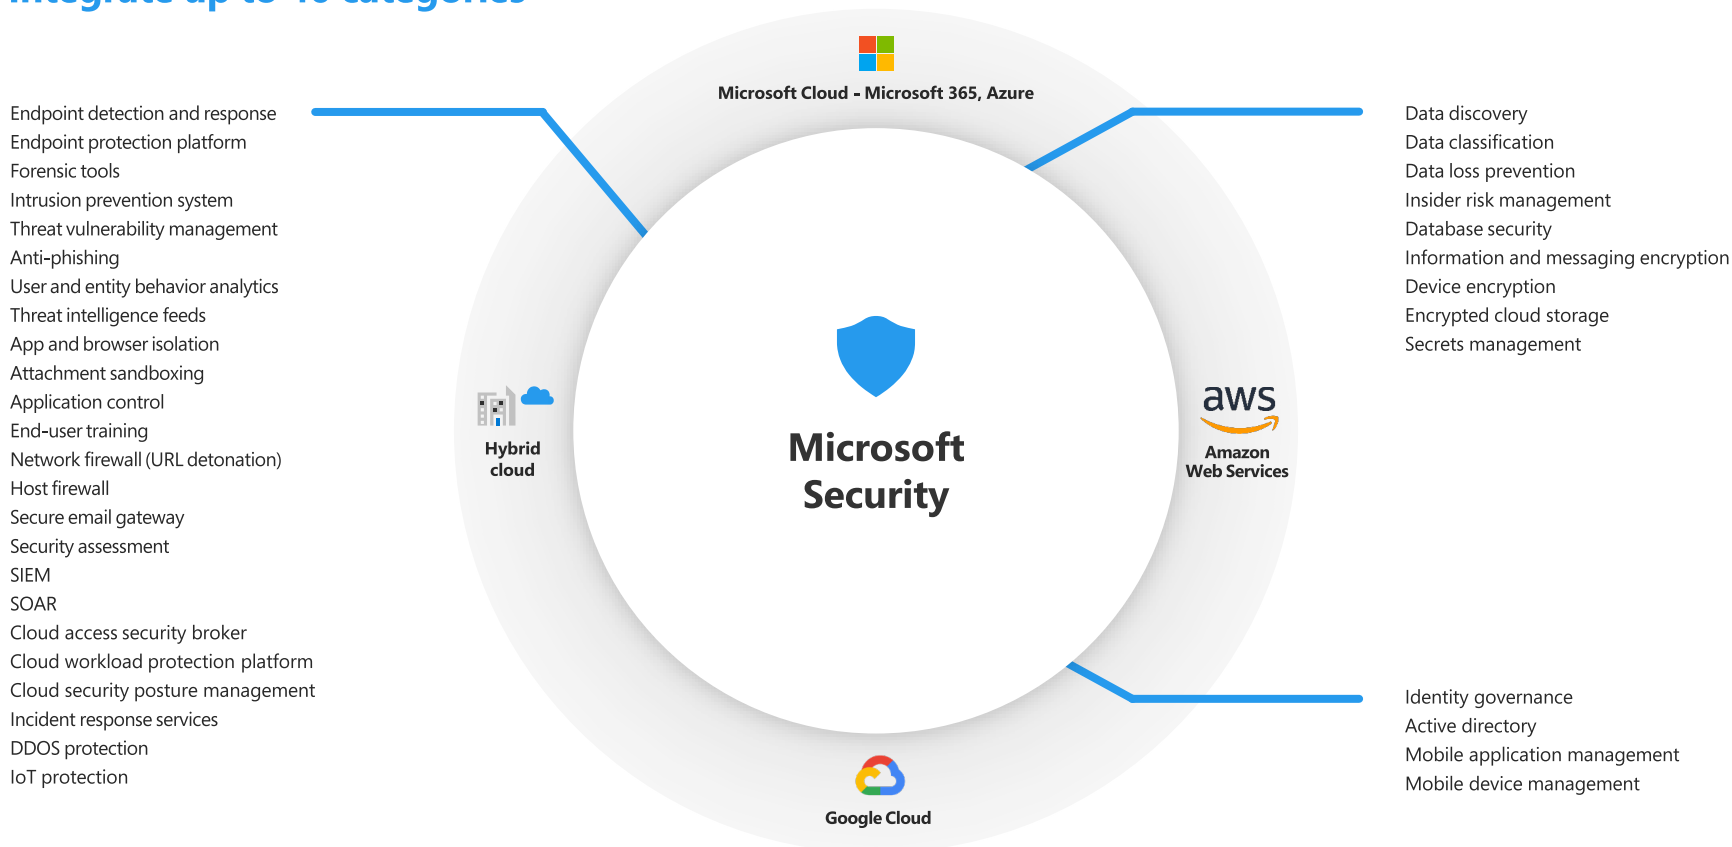 Integrate up to 40 categories
Microsoft Cloud - Microsoft 365, Azure
Endpoint detection and response
Endpoint protection platform
Forensic tools
Intrusion prevention system
Threat vulnerability management
Anti-phishing
User and entity behavior analytics
Threat intelligence feeds
App and browser isolation
Attachment sandboxing
Application control
End-user training
Network firewall (URL detonation)
Host firewall
Secure email gateway
Security assessment
SIEM
SOAR
Cloud access security broker
Cloud workload protection platform
Cloud security posture management
Incident response services
DDOS protection
IoT protection
Hybrid
cloud
Microsoft
Security
aws
Amazon
Web Services
Google Cloud
Data discovery
Data classification
Data loss prevention
Insider risk management
Database security
Information and messaging encryption
Device encryption
Encrypted cloud storage
Secrets management
Identity governance
Active directory
Mobile application management
Mobile device management